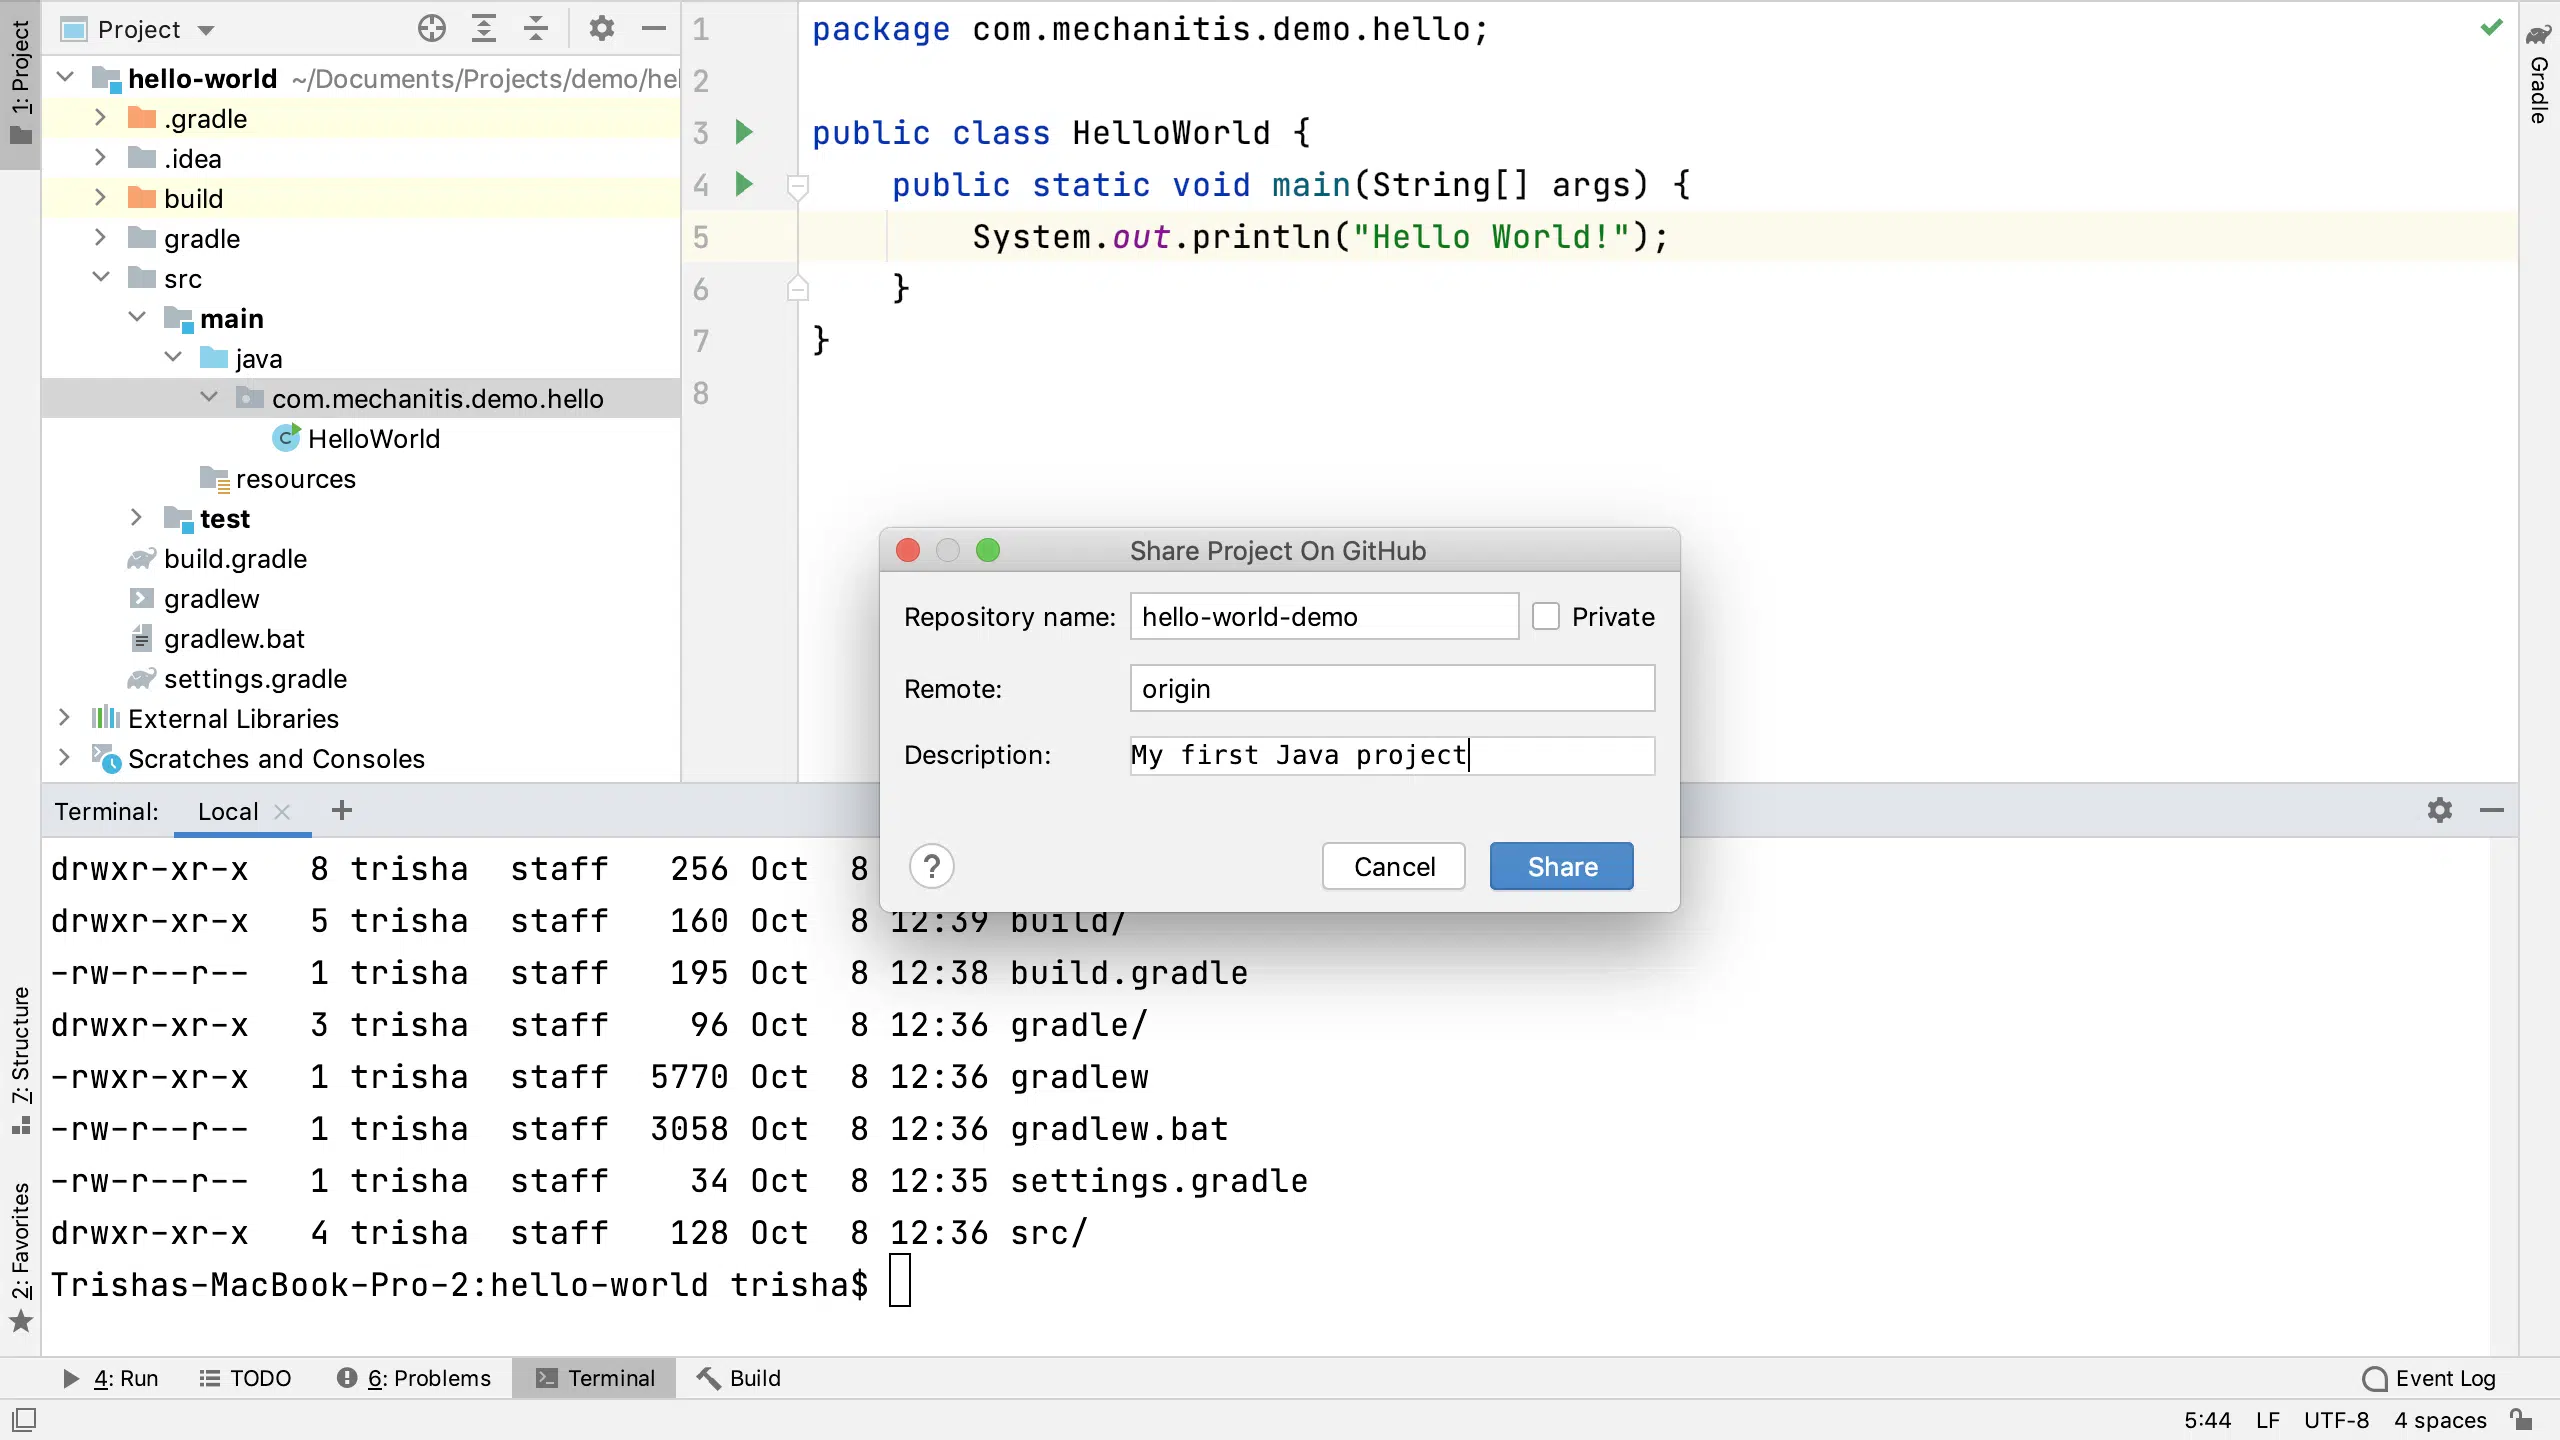 1: Project
Project
hello-world ~/Documents/Projects/demo/hel
.gradle
.idea
build
gradle
src
main
java
com.mechanitis.demo.hello
HelloWorld
resources
test
build.gradle
gradlew
gradlew.bat
settings.gradle
External Libraries
Scratches and Consoles
1 package com.mechanitis.demo.hello;
2
3 public class HelloWorld {
4 public static void main(String[] args) {
5 System.out.println("Hello World!");
6 }
7 }
8
Gradle
Share Project On GitHub
Repository name: hello-world-demo Private
Remote: origin
Description: My first Java project
? Cancel Share
Terminal: Local
drwxr-xr-x 8 trisha staff 256 Oct 8
drwxr-xr-x 5 trisha staff 160 Oct 8 12:39 build/
-rw-r--r-- 1 trisha staff 195 Oct 8 12:38 build.gradle
drwxr-xr-x 3 trisha staff 96 Oct 8 12:36 gradle/
-rwxr-xr-x 1 trisha staff 5770 Oct 8 12:36 gradlew
-rw-r--r-- 1 trisha staff 3058 Oct 8 12:36 gradlew.bat
-rw-r--r-- 1 trisha staff 34 Oct 8 12:35 settings.gradle
drwxr-xr-x 4 trisha staff 128 Oct 8 12:36 src/
Trishas-MacBook-Pro-2:hello-world trisha$
7: Structure
2: Favorites
4: Run TODO 6: Problems Terminal Build Event Log
5:44 LF UTF-8 4 spaces